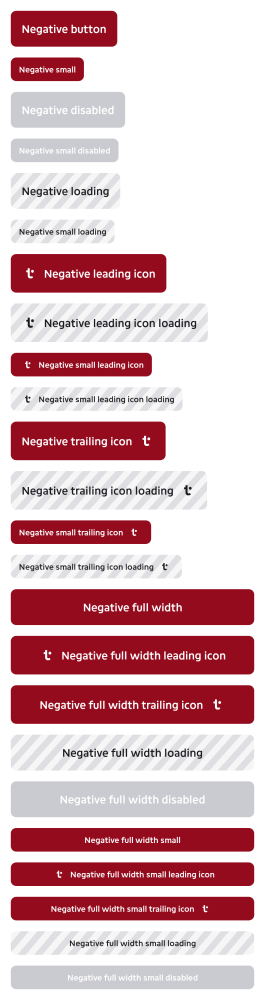 Negative button
Negative small
Negative disabled
Negative small disabled
Negative loading
Negative small loading
Negative leading icon
Negative leading icon loading
Negative small leading icon
Negative small leading icon loading
Negative trailing icon
Negative trailing icon loading
Negative small trailing icon
Negative small trailing icon loading
Negative full width
Negative full width leading icon
Negative full width trailing icon
Negative full width loading
Negative full width disabled
Negative full width small
Negative full width small leading icon
Negative full width small trailing icon
Negative full width small loading
Negative full width small disabled